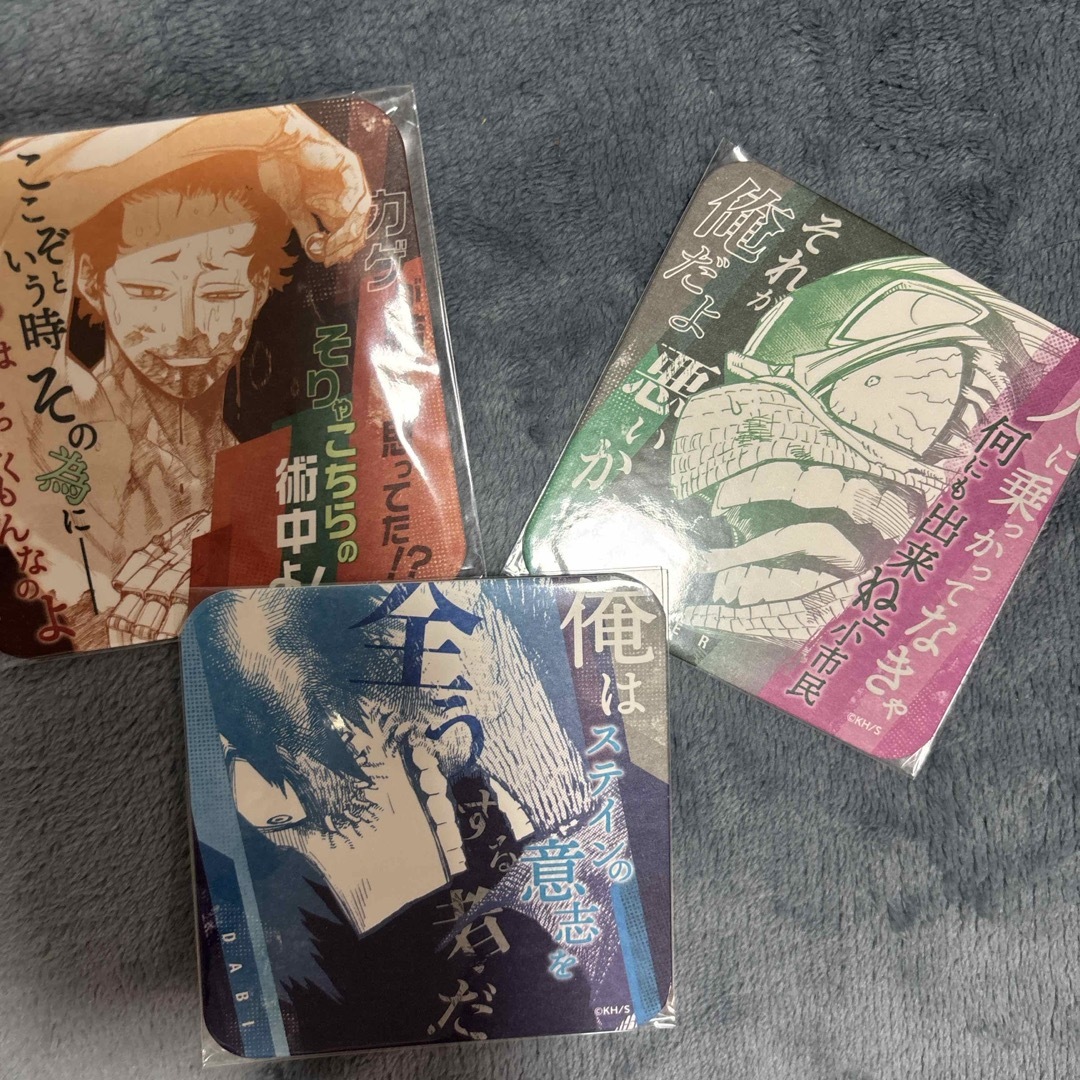 ここぞと
いう時
その為に──
もんなのよ
カゲ
思ってた!?
そりゃこちらの
術中よ!
それが
俺だよ
悪いか
人に乗っかってなきゃ
何にも出来ねェ
小市民
©KH/S
俺は
ステインの
意志を
全う
する
者だ
DABI
©KH/S